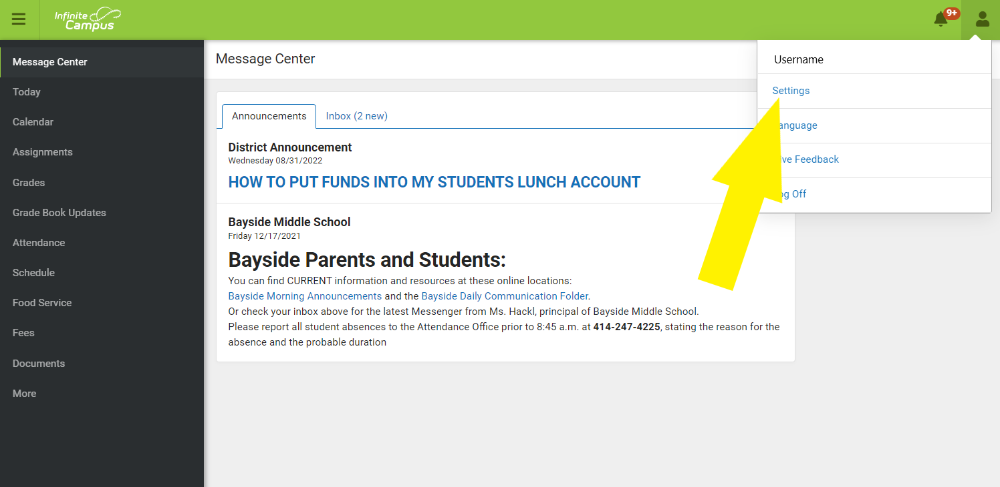 Infinite
Campus
9+
Message Center
Today
Calendar
Assignments
Grades
Grade Book Updates
Attendance
Schedule
Food Service
Fees
Documents
More
Message Center
Username
Settings
anguage
ive Feedback
og Off
Announcements
Inbox (2 new)
District Announcement
Wednesday 08/31/2022
HOW TO PUT FUNDS INTO MY STUDENTS LUNCH ACCOUNT
Bayside Middle School
Friday 12/17/2021
Bayside Parents and Students:
You can find CURRENT information and resources at these online locations:
Bayside Morning Announcements and the Bayside Daily Communication Folder.
Or check your inbox above for the latest Messenger from Ms. Hackl, principal of Bayside Middle School.
Please report all student absences to the Attendance Office prior to 8:45 a.m. at 414-247-4225, stating the reason for the
absence and the probable duration